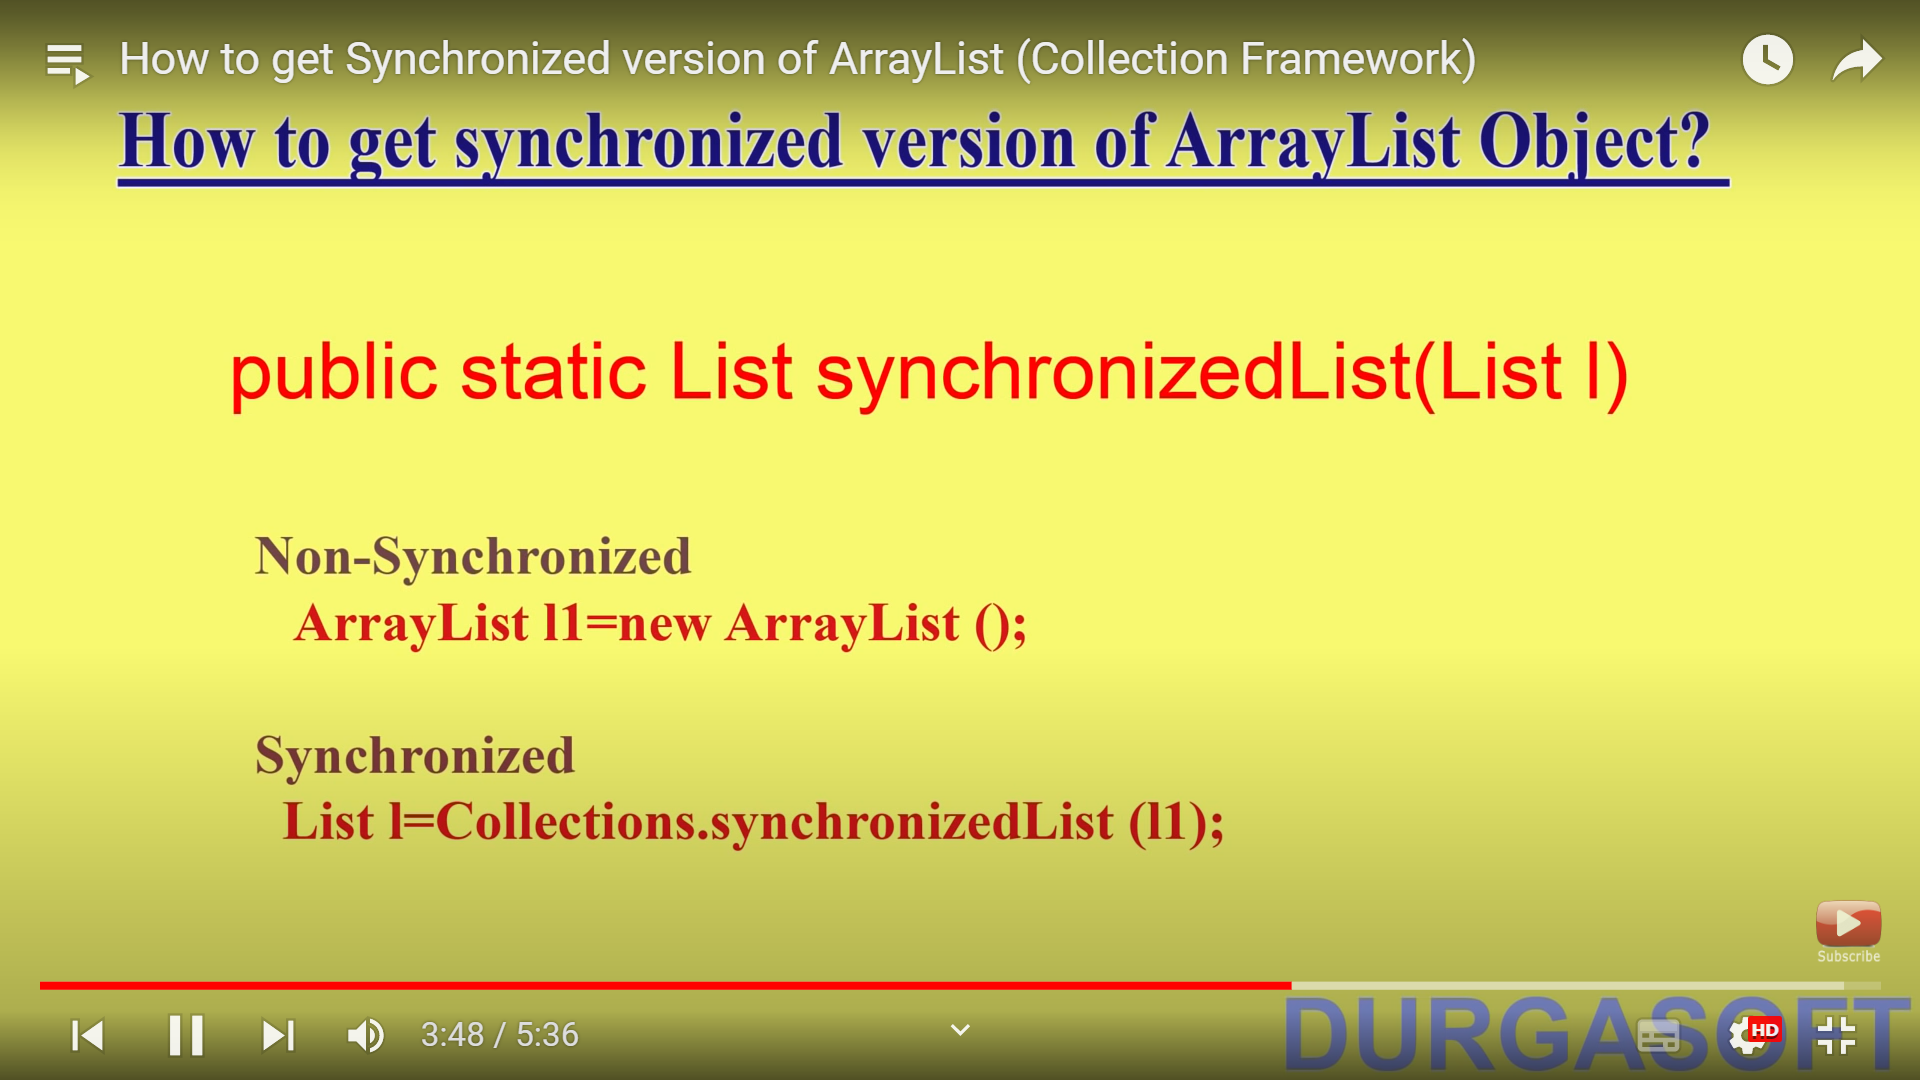 How to get Synchronized version of ArrayList (Collection Framework)
How to get synchronized version of ArrayList Object?
public static List synchronizedList(List l)
Non-Synchronized
ArrayList l1=new ArrayList ();
Synchronized
List l=Collections.synchronizedList (l1);
Subscribe
3:48 / 5:36
DURGASOFT
HD